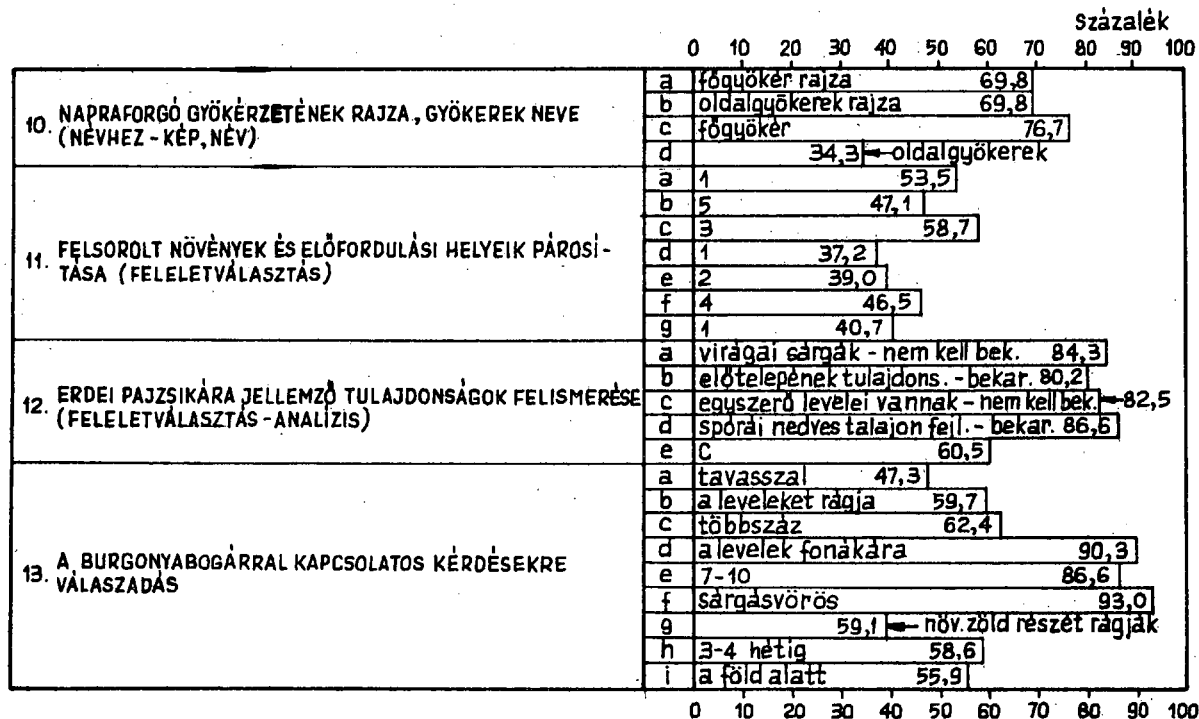 Százalék
0 10 20 30 40 50 60 70 80 90 100
10. NAPRAFORGÓ GYÖKÉRZETÉNEK RAJZA, GYÖKEREK NEVE
(NÉVHEZ - KÉP, NÉV)
a főgyökér rajza 69,8
b oldalgyökerek rajza 69,8
c főgyökér 76,7
d 34,3 oldalgyökerek
11. FELSOROLT NÖVÉNYEK ÉS ELŐFORDULÁSI HELYEIK PÁROSI-
TÁSA (FELELETVÁLASZTÁS)
a 1 53,5
b 5 47,1
c 3 58,7
d 1 37,2
e 2 39,0
f 4 46,5
g 1 40,7
12. ERDEI PAJZSIKÁRA JELLEMZŐ TULAJDONSÁGOK FELISMERÉSE
(FELELETVÁLASZTÁS - ANALÍZIS)
a virágai sárgák - nem kell bek. 84,3
b előtelepének tulajdons. - bekar. 80,2
c egyszerű levelei vannak - nem kell bek. 82,5
d spórái nedves talajon fejl. - bekar. 86,6
e C 60,5
13. A BURGONYABOGÁRRAL KAPCSOLATOS KÉRDÉSEKRE
VÁLASZADÁS
a tavasszal 47,3
b a leveleket rágja 59,7
c többszáz 62,4
d a levelek fonákára 90,3
e 7-10 86,6
f sárgásvörös 93,0
g 59,1 növ. zöld részét rágják
h 3-4 hétig 58,6
i a föld alatt 55,9
0 10 20 30 40 50 60 70 80 90 100